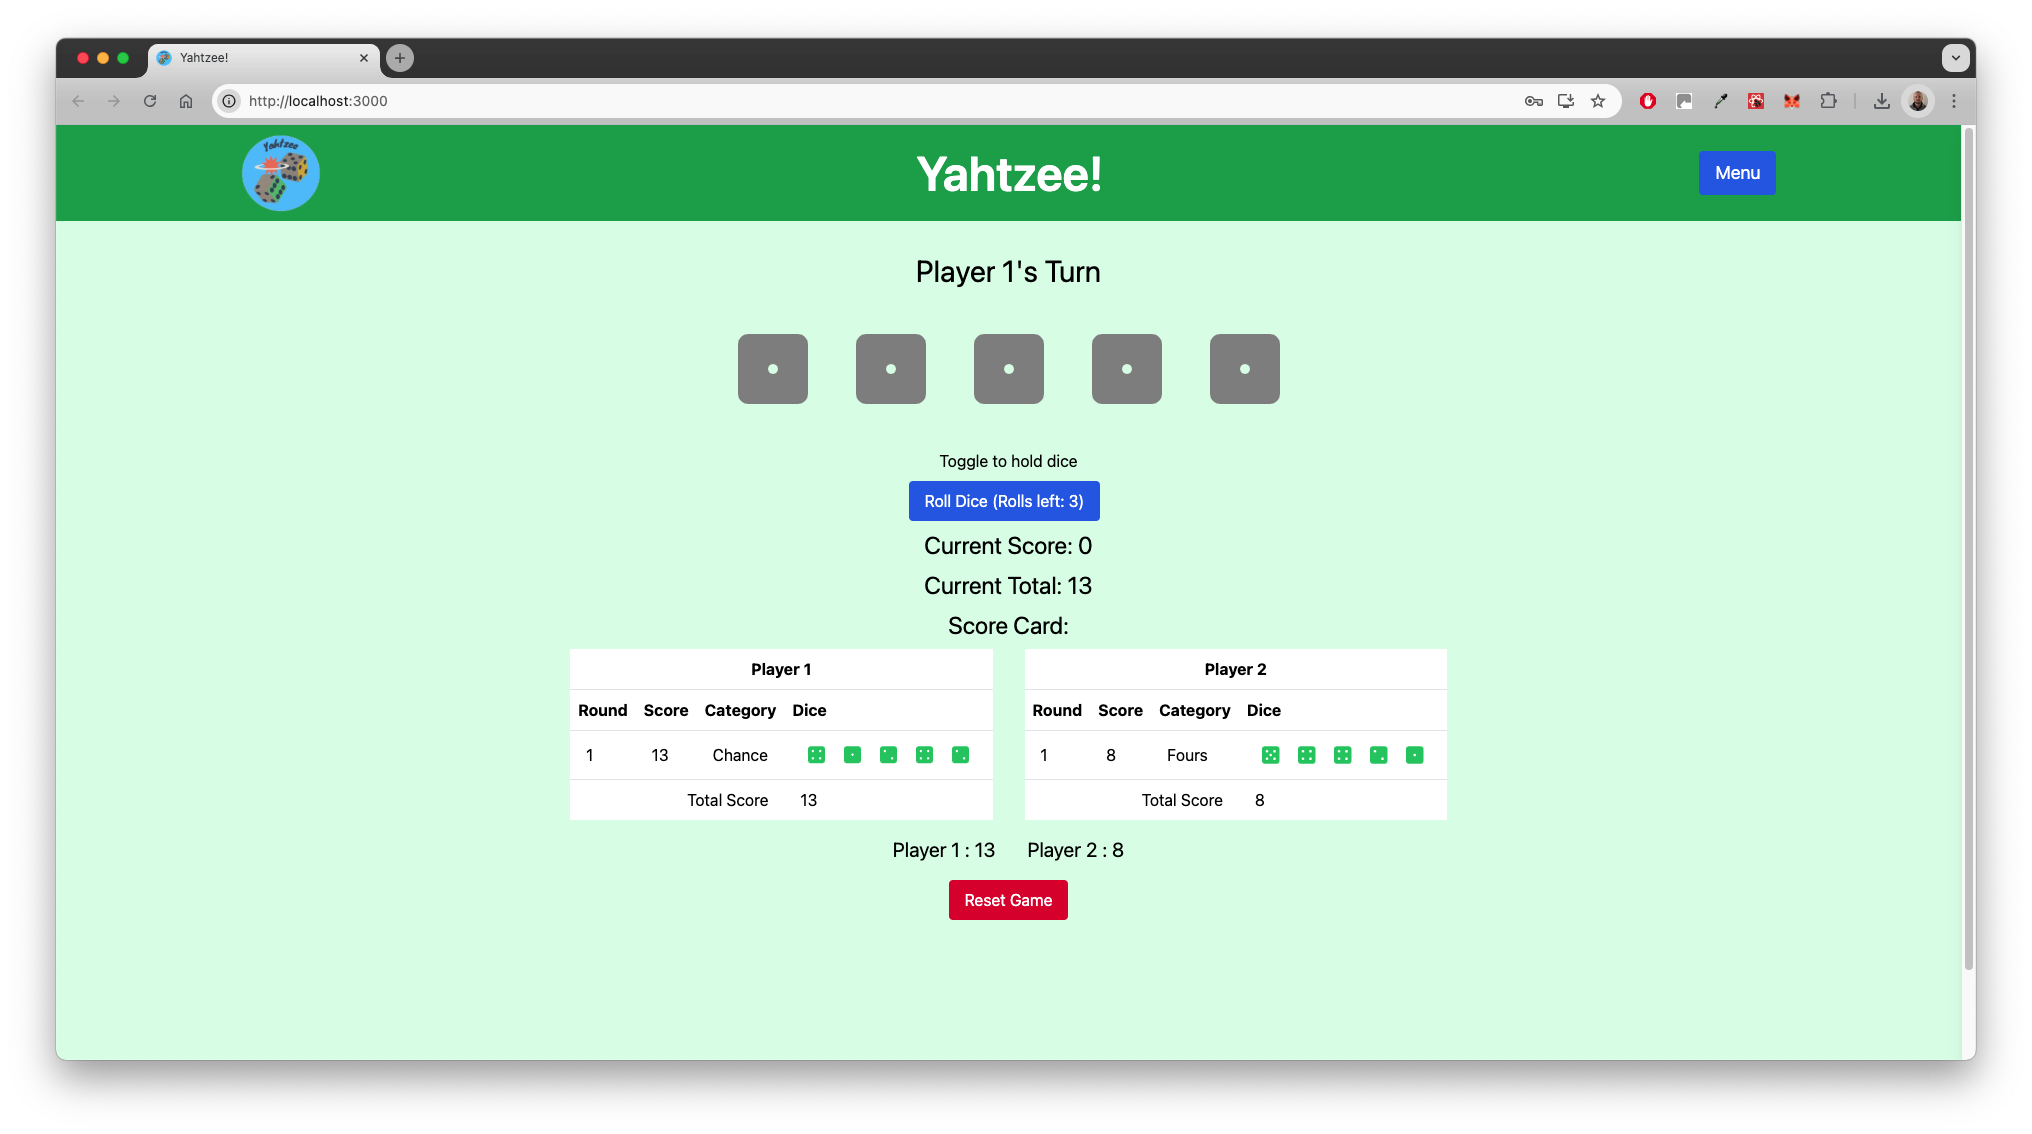 Yahtzee!
http://localhost:3000
Yahtzee
Yahtzee!
Menu
Player 1's Turn
Toggle to hold dice
Roll Dice (Rolls left: 3)
Current Score: 0
Current Total: 13
Score Card:
Player 1
Round Score Category Dice
1 13 Chance
Total Score 13
Player 2
Round Score Category Dice
1 8 Fours
Total Score 8
Player 1 : 13 Player 2 : 8
Reset Game